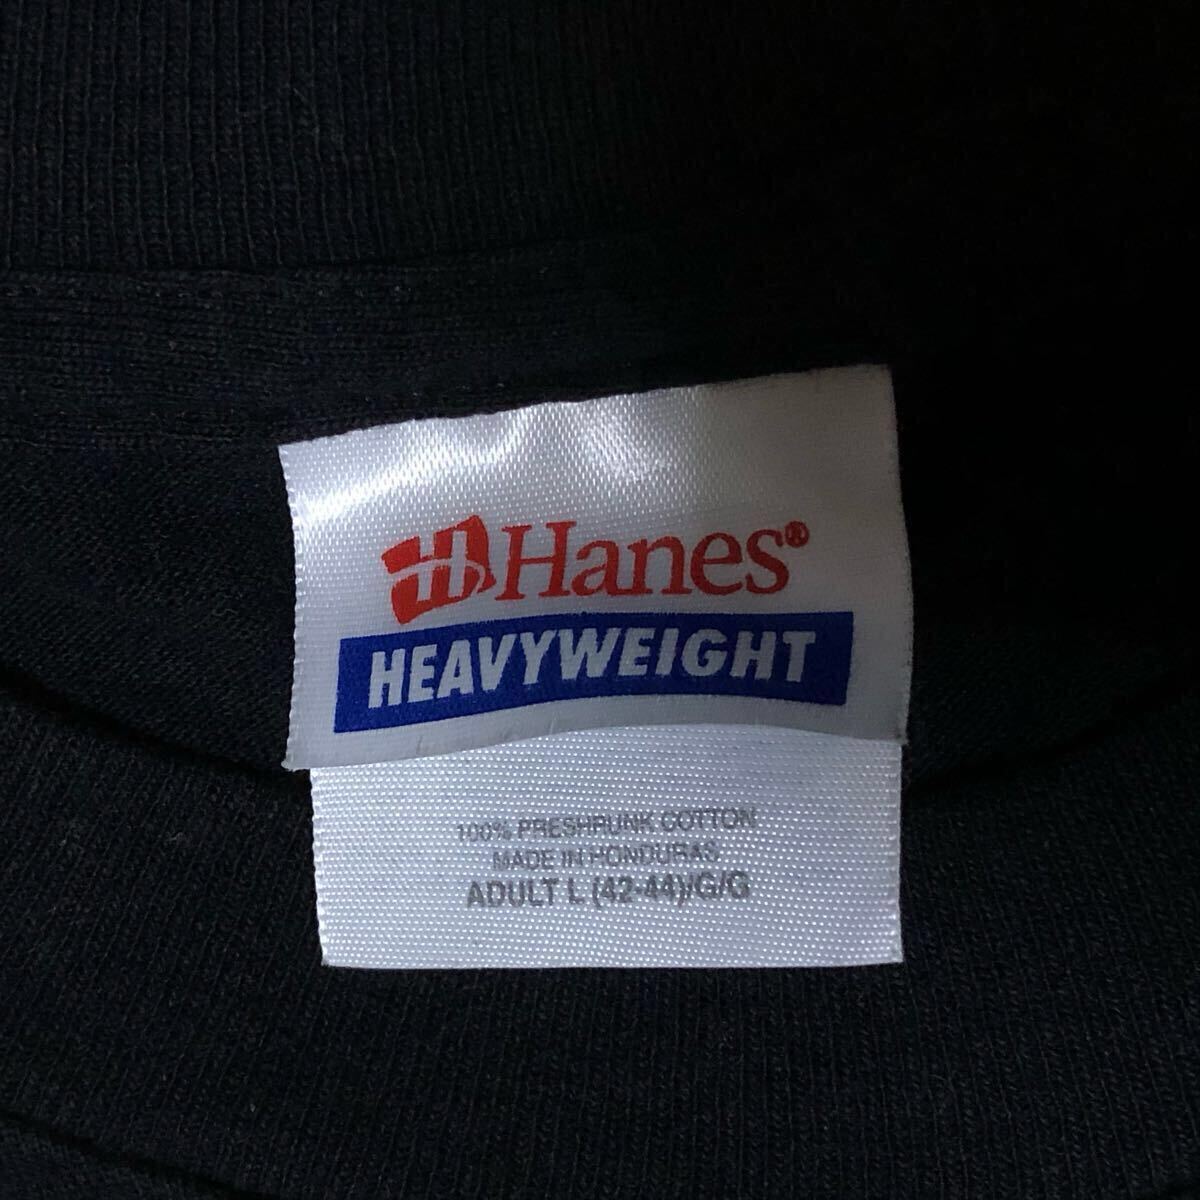 H Hanes®
HEAVYWEIGHT
100% PRESHRUNK COTTON
MADE IN HONDURAS
ADULT L (42-44)/G/G